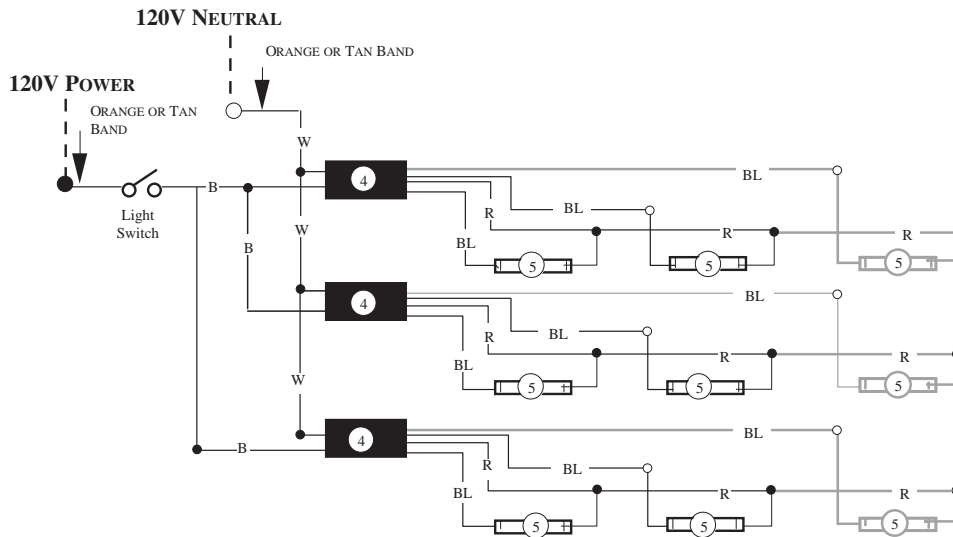 120V NEUTRAL
ORANGE OR TAN BAND
120V POWER
ORANGE OR TAN
BAND
W
4
BL
B
R
BL
R
R
Light
Switch
W
B
BL
5
5
5
4
BL
BL
R
R
R
BL
W
5
5
5
4
BL
B
R
BL
BL
R
R
5
5
5